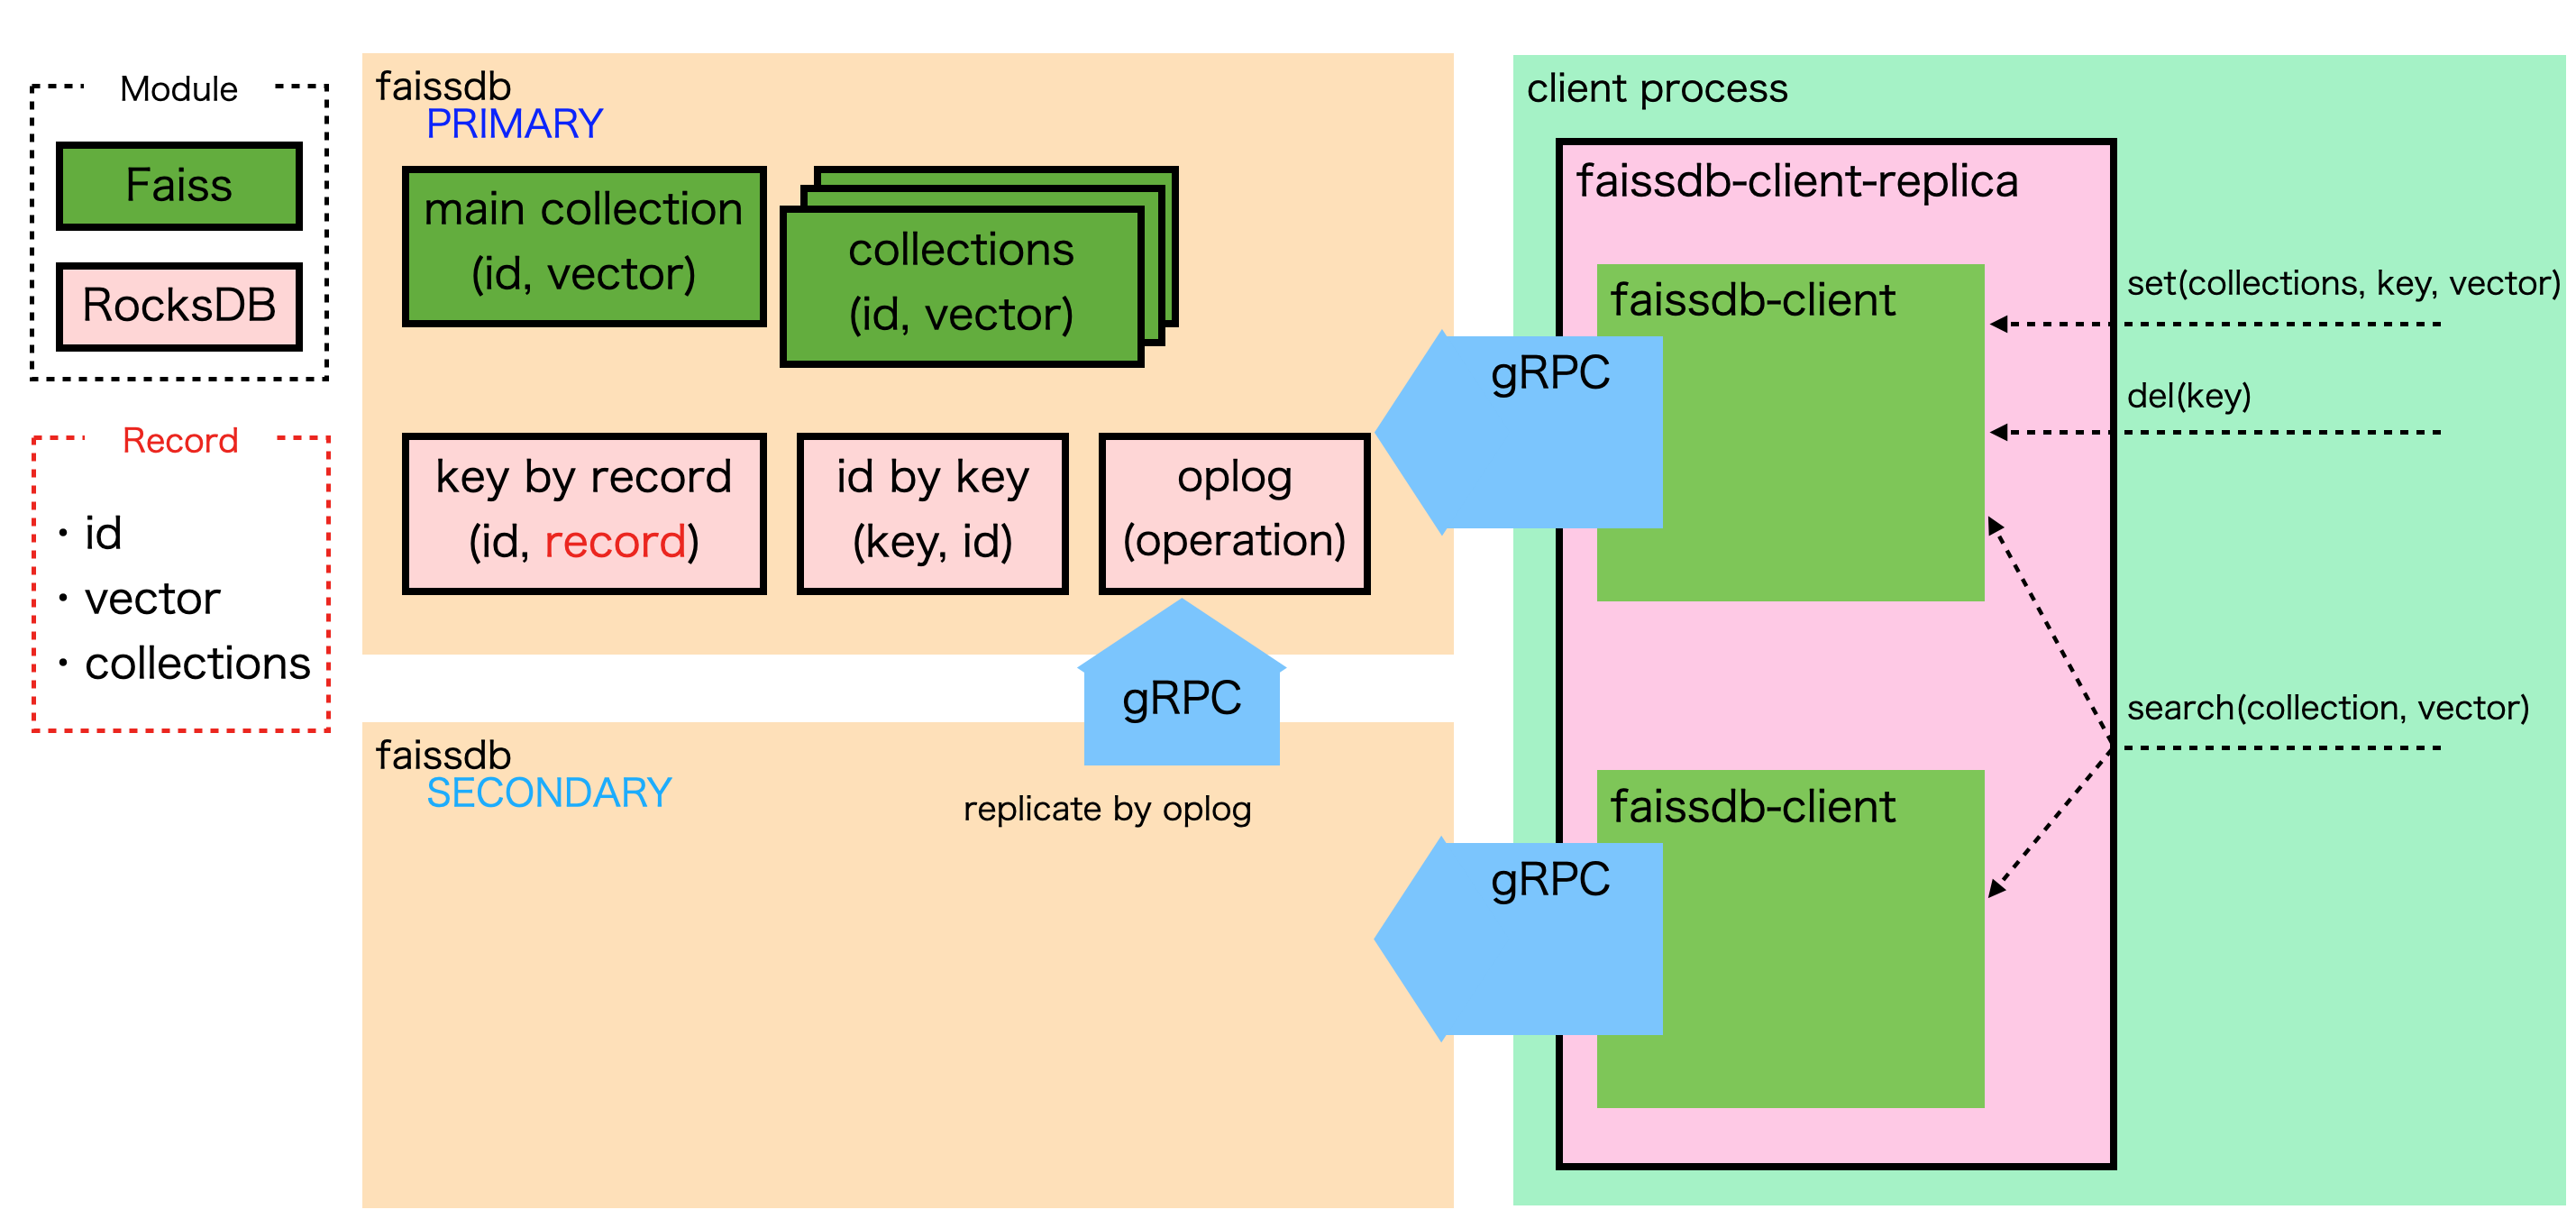 Module
Faiss
RocksDB
Record
・id
・vector
・collections
faissdb
PRIMARY
main collection
(id, vector)
collections
(id, vector)
key by record
(id, record)
id by key
(key, id)
oplog
(operation)
gRPC
faissdb
SECONDARY
replicate by oplog
client process
faissdb-client-replica
faissdb-client
gRPC
set(collections, key, vector)
del(key)
search(collection, vector)
faissdb-client
gRPC